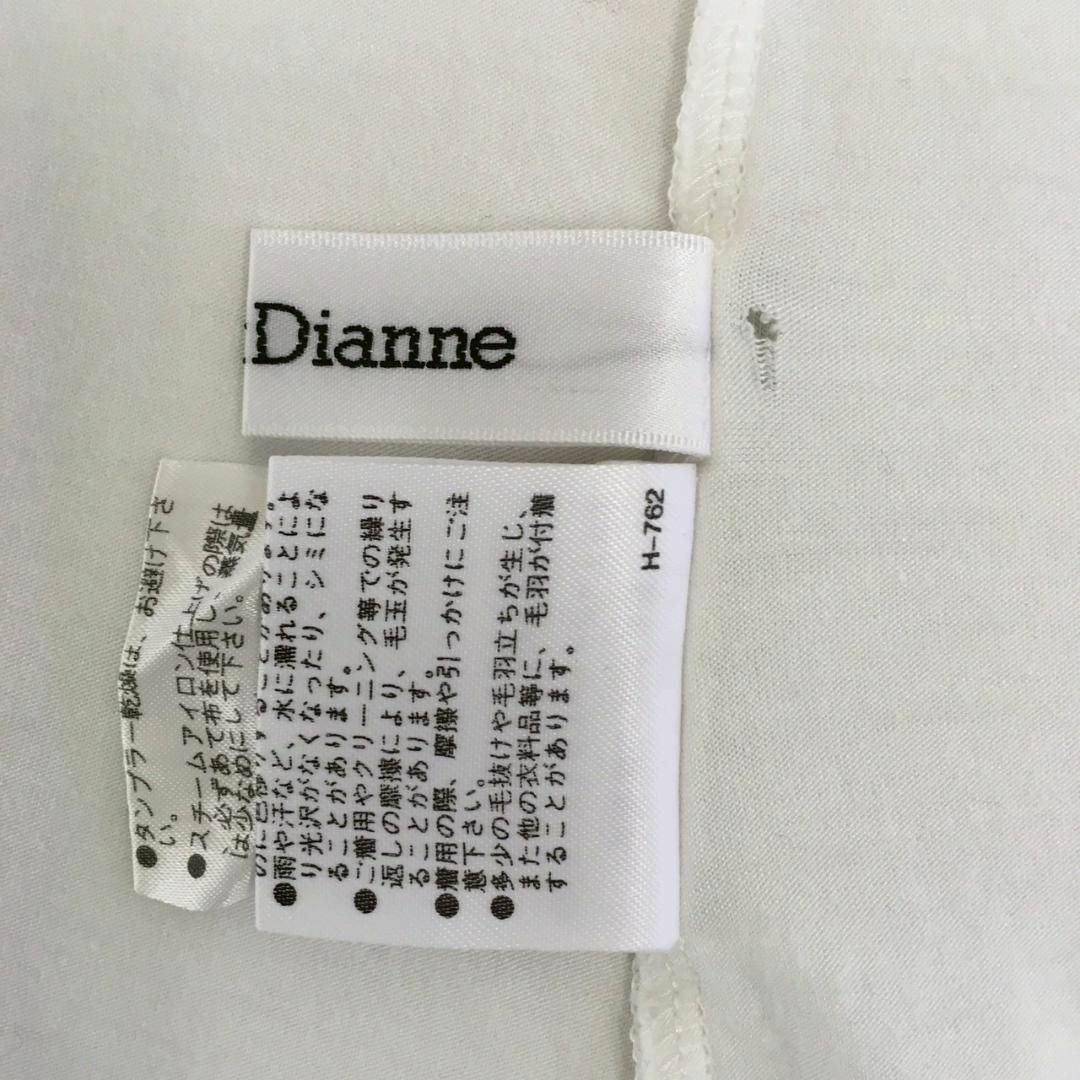 Dianne
●タンブラー乾燥は、お避け下さ
い。
●スチームアイロン仕上げの際は
必ずあて布を使用し、蒸気量
は少なめにして下さい。
●雨や汗など、水に濡れることによ
り光沢がなくなったり、シミにな
ることがあります。
●ご着用やクリーニング等での繰り
返しの摩擦により、毛玉が発生す
ることがあります。
●着用の際、摩擦や引っかけにご注
意下さい。
●多少の毛抜けや毛羽立ちが生じ、
また他の衣料品等に、毛羽が付着
することがあります。
H-762